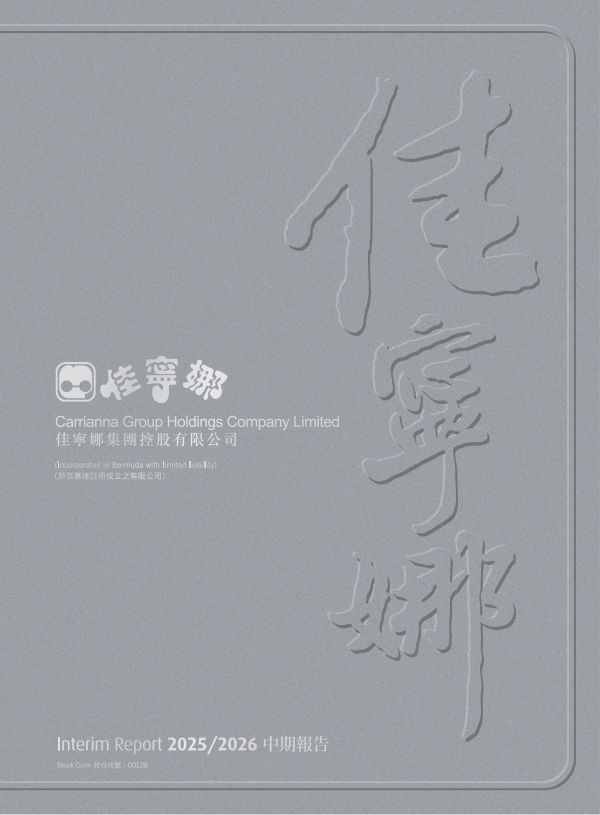 佳寧娜
佳寧娜
Carrianna Group Holdings Company Limited
佳寧娜集團控股有限公司
(Incorporated in Bermuda with limited liability)
(於百慕達註冊成立之有限公司)
Interim Report 2025/2026 中期報告
Stock Code 股份代號 : 00126